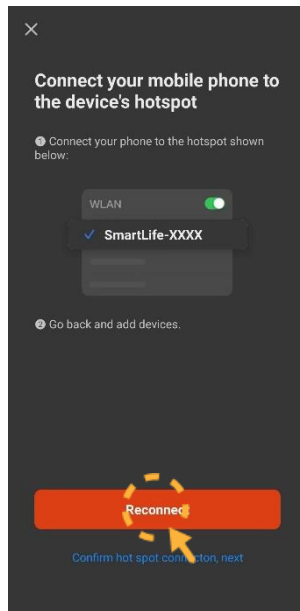 Connect your mobile phone to
the device's hotspot
❶ Connect your phone to the hotspot shown
below:
WLAN
SmartLife-XXXX
❷ Go back and add devices.
Reconnect
Confirm hot spot connecton, next